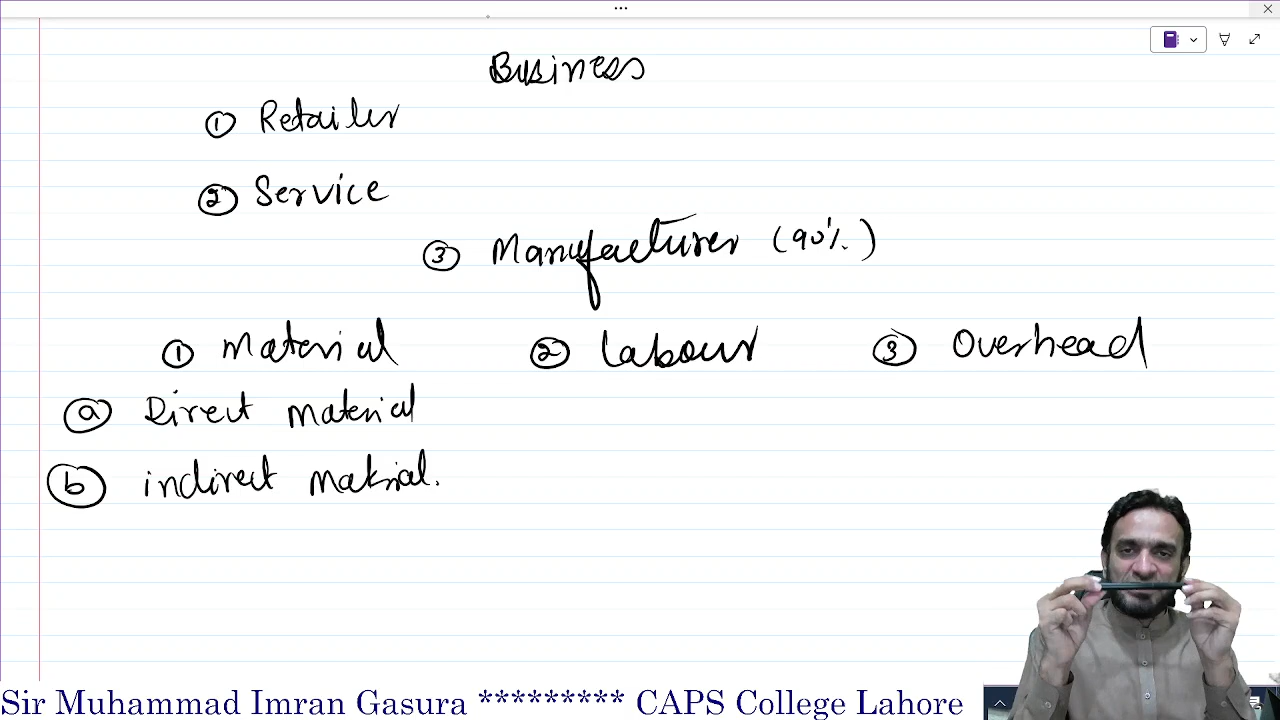 Business
① Retailer
② Service
③ Manufacturer (90%)
① Material ② Labour ③ Overhead
ⓐ Direct material
ⓑ indirect material.
Sir Muhammad Imran Gasura ********* CAPS College Lahore